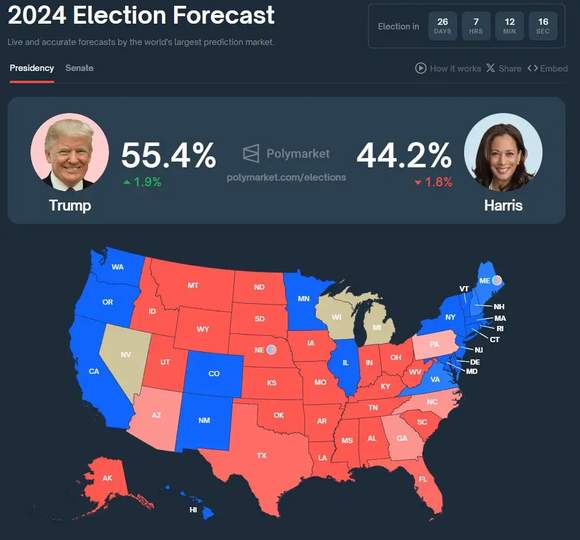 2024 Election Forecast
Live and accurate forecasts by the world's largest prediction market.
Election in
26 DAYS
7 HRS
12 MIN
16 SEC
Presidency
Senate
How it works
Share
Embed
55.4%
1.9%
Trump
Polymarket
polymarket.com/elections
44.2%
1.8%
Harris
WA
MT
ND
MN
ME
VT
OR
ID
SD
WI
MI
NY
NH
MA
RI
CT
WY
NE
IA
PA
NJ
NV
UT
CO
IL
IN
OH
WV
DE
MD
VA
CA
KS
MO
KY
AZ
NM
OK
AR
TN
NC
SC
TX
LA
MS
AL
GA
FL
AK
HI